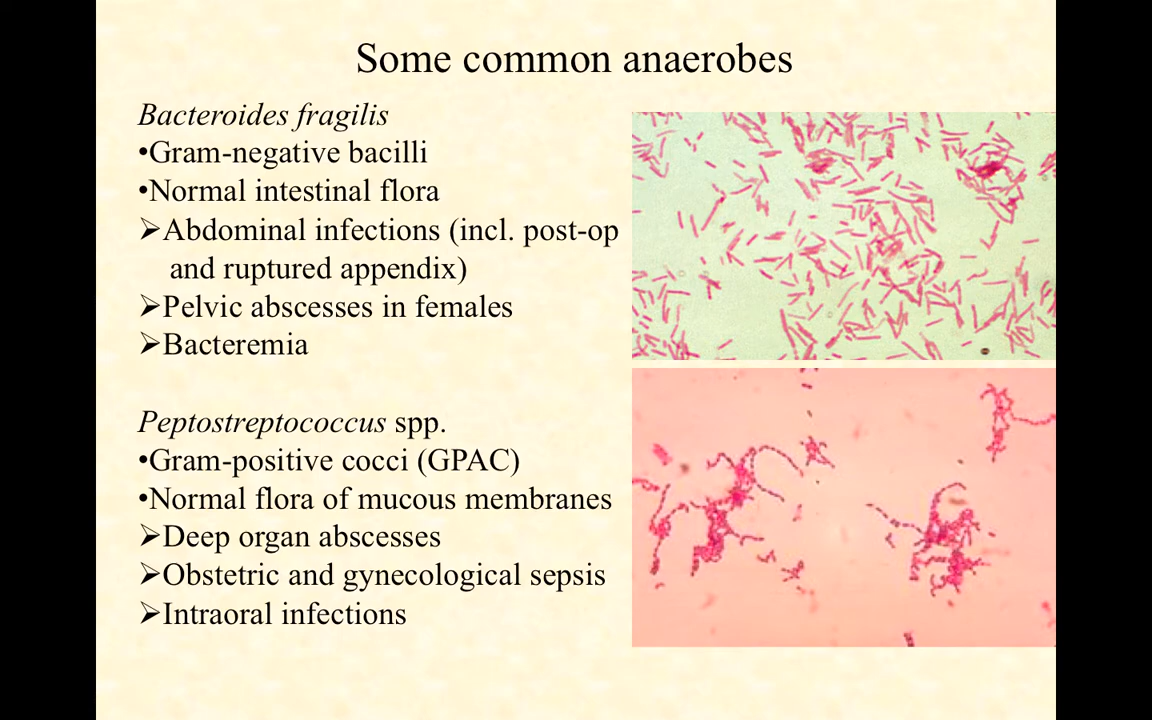 Some common anaerobes
Bacteroides fragilis
•Gram-negative bacilli
•Normal intestinal flora
➢Abdominal infections (incl. post-op
and ruptured appendix)
➢Pelvic abscesses in females
➢Bacteremia
Peptostreptococcus spp.
•Gram-positive cocci (GPAC)
•Normal flora of mucous membranes
➢Deep organ abscesses
➢Obstetric and gynecological sepsis
➢Intraoral infections